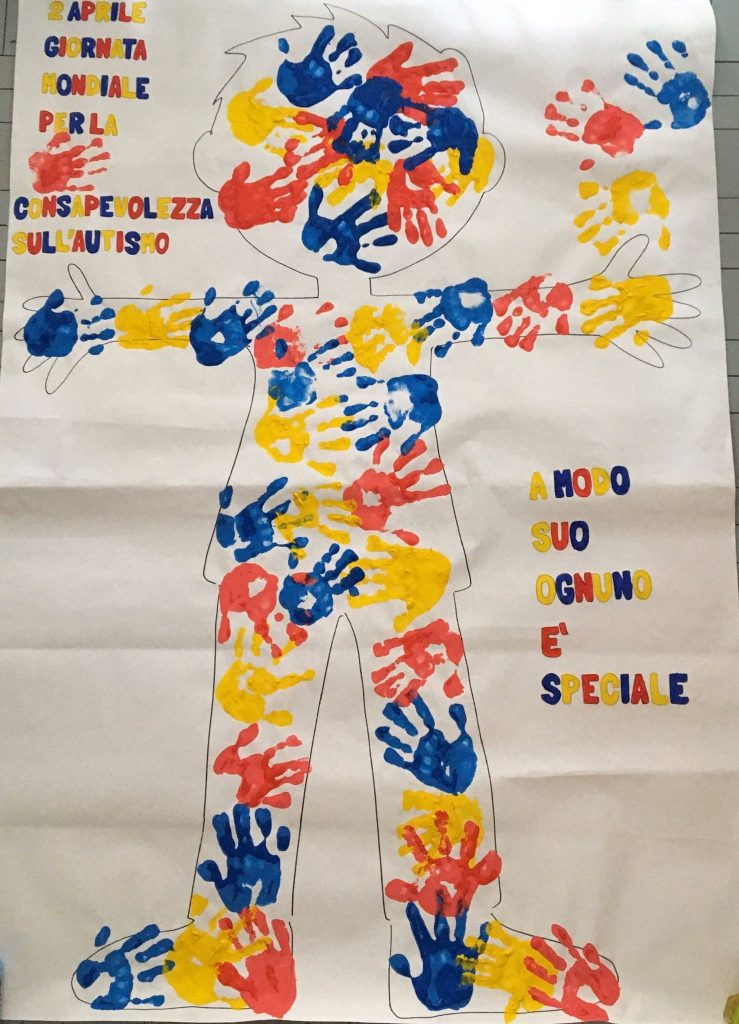 2 APRILE
GIORNATA
MONDIALE
PER LA
CONSAPEVOLEZZA
SULL'AUTISMO
A MODO
SUO
OGNUNO
E'
SPECIALE